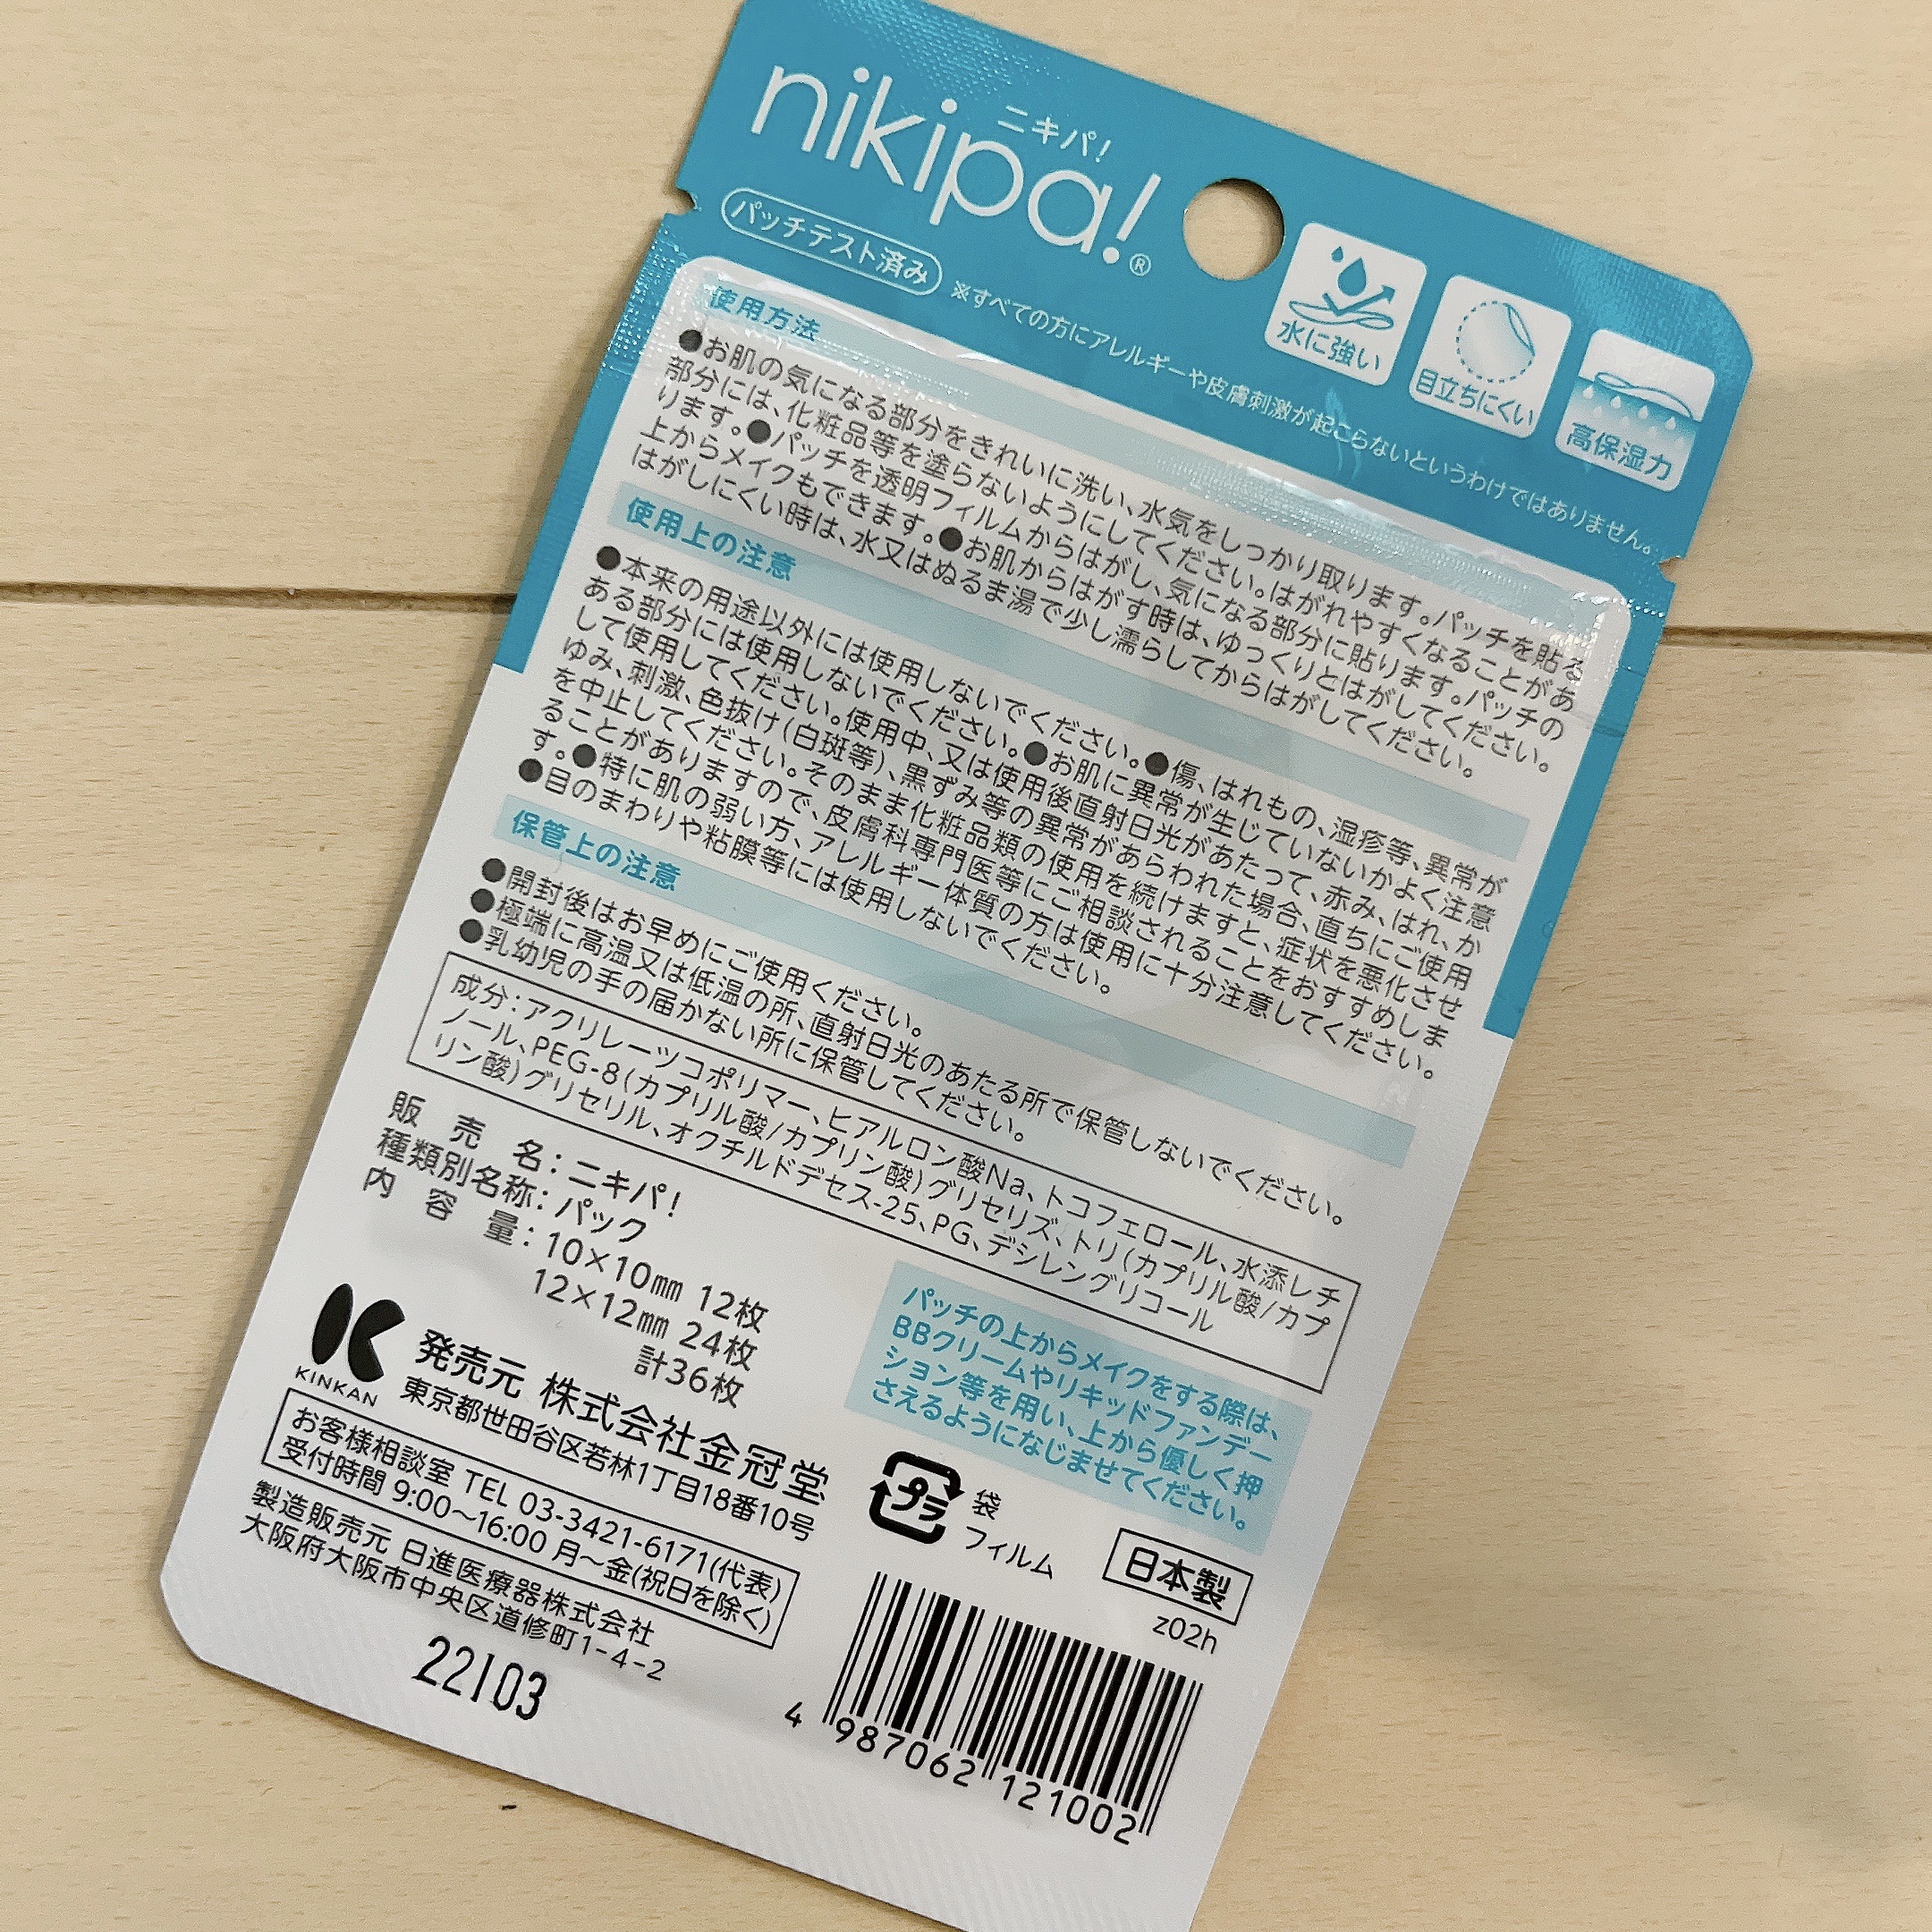 ニキパ!
nikipa!®
水に強い
目立ちにくい
高保湿力
パッチテスト済み
※すべての方にアレルギーや皮膚刺激が起こらないというわけではありません。
使用方法
●お肌の気になる部分をきれいに洗い、水気をしっかり取ります。パッチを貼る
部分には、化粧品等を塗らないようにしてください。はがれやすくなることがあ
ります。●パッチを透明フィルムからはがし、気になる部分に貼ります。パッチの
上からメイクもできます。●お肌からはがす時は、ゆっくりとはがしてください。
はがしにくい時は、水又はぬるま湯で少し濡らしてからはがしてください。
使用上の注意
●本来の用途以外には使用しないでください。●傷、はれもの、湿疹等、異常が
ある部分には使用しないでください。●お肌に異常が生じていないかよく注意
して使用してください。使用中、又は使用後直射日光があたって、赤み、はれ、か
ゆみ、刺激、色抜け(白斑等)、黒ずみ等の異常があらわれた場合、直ちにご使用
を中止してください。そのまま化粧品類の使用を続けますと、症状を悪化させ
ることがありますので、皮膚科専門医等にご相談されることをおすすめしま
す。●特に肌の弱い方、アレルギー体質の方は使用に十分注意してください。
●目のまわりや粘膜等には使用しないでください。
保管上の注意
●開封後はお早めにご使用ください。
●極端に高温又は低温の所、直射日光のあたる所で保管しないでください。
●乳幼児の手の届かない所に保管してください。
成分:アクリレーツコポリマー、ヒアルロン酸Na、トコフェロール、水添レチ
ノール、PEG-8(カプリル酸/カプリン酸)グリセリズ、トリ(カプリル酸/カプ
リン酸)グリセリル、オクチルドデセス-25、PG、デシレングリコール
販売名:ニキパ!
種類別名称:パック
内容量:10×10㎜ 12枚
12×12㎜ 24枚
計36枚
パッチの上からメイクをする際は、
BBクリームやリキッドファンデー
ション等を用い、上から優しく押
さえるようになじませてください。
KINKAN
発売元 株式会社金冠堂
東京都世田谷区若林1丁目18番10号
お客様相談室 TEL 03-3421-6171(代表)
受付時間 9:00〜16:00 月〜金(祝日を除く)
製造販売元 日進医療器株式会社
大阪府大阪市中央区道修町1-4-2
22103
プラ
袋
フィルム
日本製
z02h
4 987062 121002